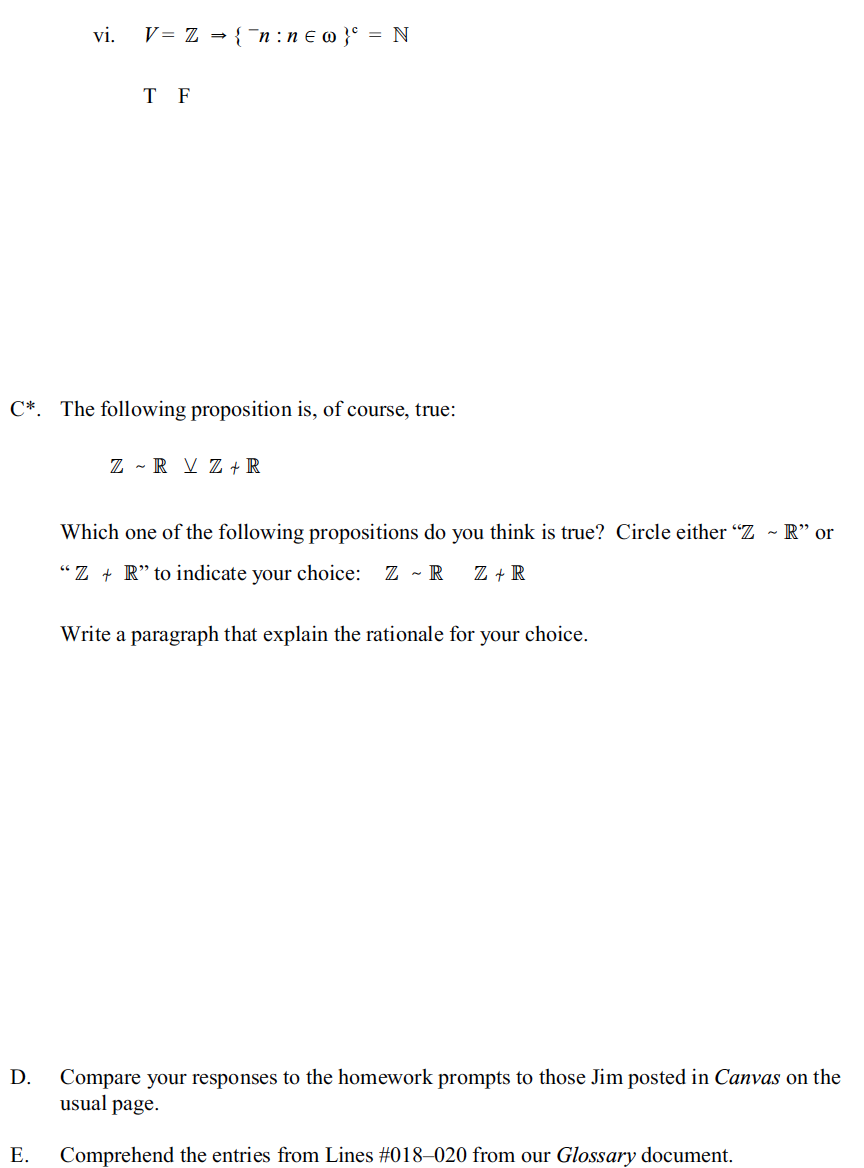 vi. V = ℤ ⇒ { ⁻n : n ∈ ω }ᶜ = ℕ
T F
C*. The following proposition is, of course, true:
ℤ ~ ℝ ⊻ ℤ ≁ ℝ
Which one of the following propositions do you think is true? Circle either “ℤ ~ ℝ” or
“ ℤ ≁ ℝ” to indicate your choice: ℤ ~ ℝ ℤ ≁ ℝ
Write a paragraph that explain the rationale for your choice.
D. Compare your responses to the homework prompts to those Jim posted in Canvas on the
usual page.
E. Comprehend the entries from Lines #018–020 from our Glossary document.